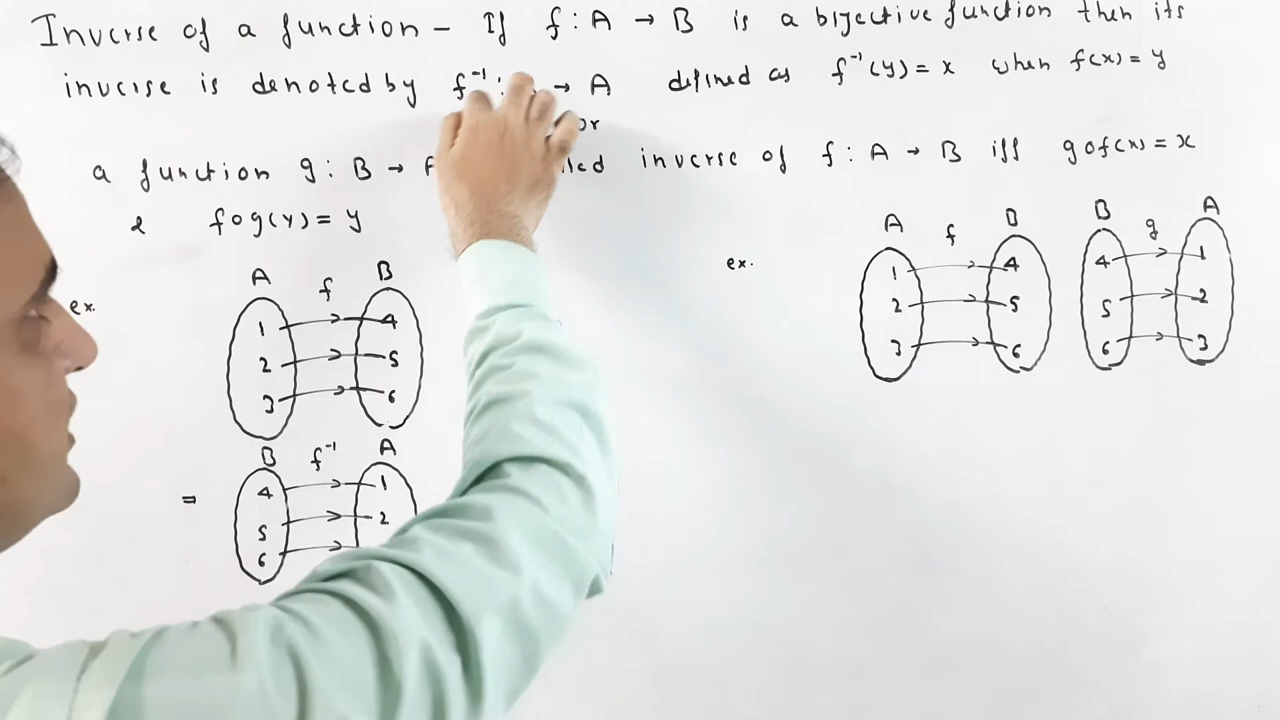 Inverse of a function – If f : A → B is a bijective function then its
inverse is denoted by f⁻¹ : → A defined as f⁻¹(y) = x when f(x) = y
or
a function g : B → inverse of f : A → B iff gof(x) = x
& fog(y) = y
ex.
A f B
1 4
2 5
3 6
= B f⁻¹ A
4 1
5 2
6
ex.
A f B B g A
1 4 4 1
2 5 5 2
3 6 6 3